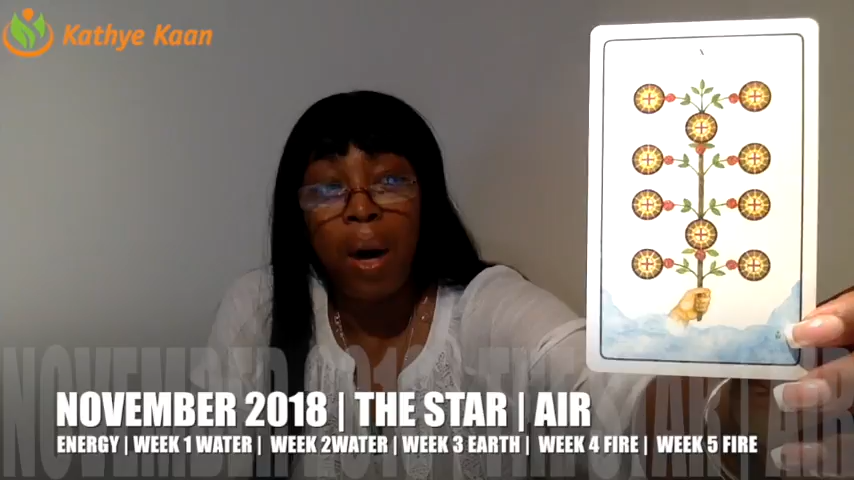 Kathye Kaan
NOVEMBER 2018 | THE STAR | AIR
ENERGY | WEEK 1 WATER | WEEK 2WATER | WEEK 3 EARTH | WEEK 4 FIRE | WEEK 5 FIRE